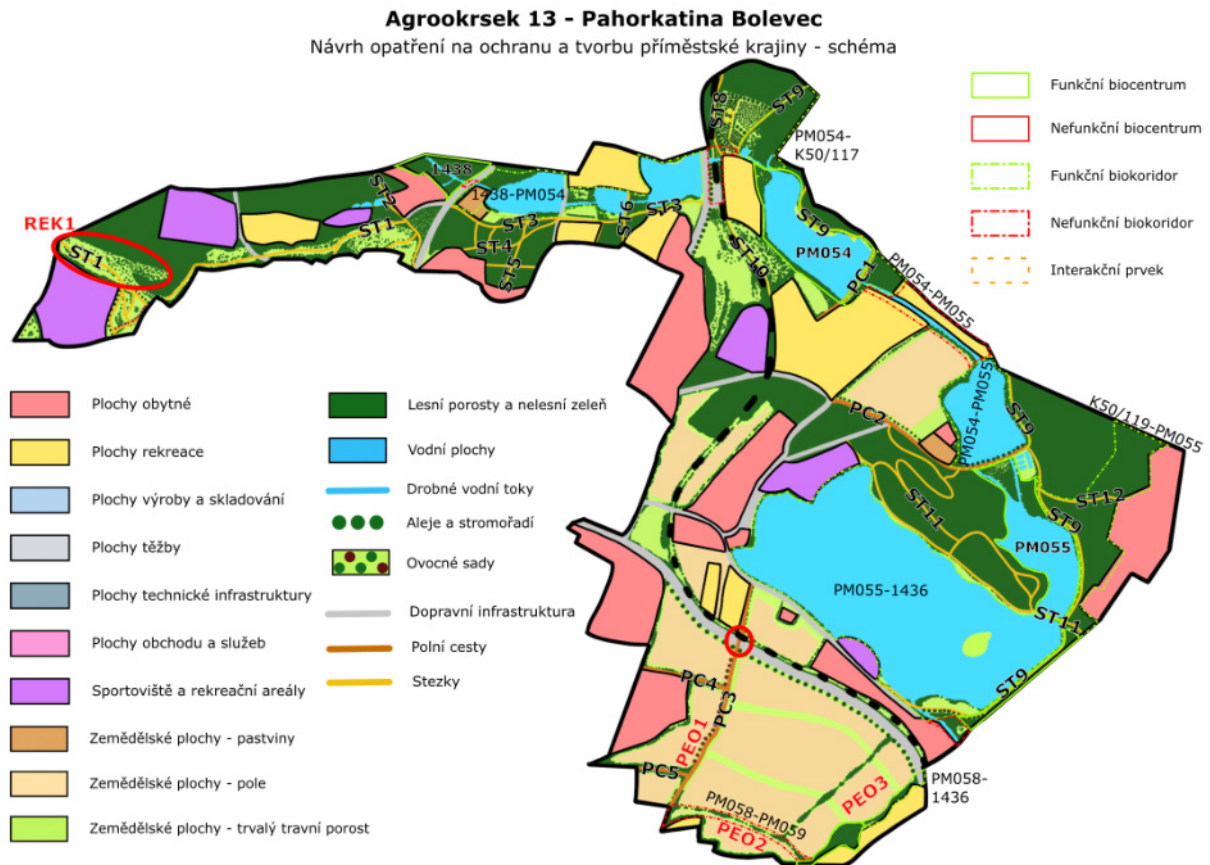 Agrookrsek 13 - Pahorkatina Bolevec
Návrh opatření na ochranu a tvorbu příměstské krajiny - schéma
Funkční biocentrum
Nefunkční biocentrum
Funkční biokoridor
Nefunkční biokoridor
Interakční prvek
ST8
ST9
PM054-
K50/117
1438
1438-PM054
ST2
ST1
ST3
ST4
ST5
ST6
ST3
REK1
ST1
ST10
ST9
PM054
PC1
PM054-PM055
PC2
PM054-PM055
ST9
K50/119-PM055
ST12
ST11
ST9
PM055
PM055-1436
ST11
ST9
PC4
PC3
PEO1
PC5
PEO3
PM058-PM059
PEO2
PM058-
1436
Plochy obytné
Plochy rekreace
Plochy výroby a skladování
Plochy těžby
Plochy technické infrastruktury
Plochy obchodu a služeb
Sportoviště a rekreační areály
Zemědělské plochy - pastviny
Zemědělské plochy - pole
Zemědělské plochy - trvalý travní porost
Lesní porosty a nelesní zeleň
Vodní plochy
Drobné vodní toky
Aleje a stromořadí
Ovocné sady
Dopravní infrastruktura
Polní cesty
Stezky